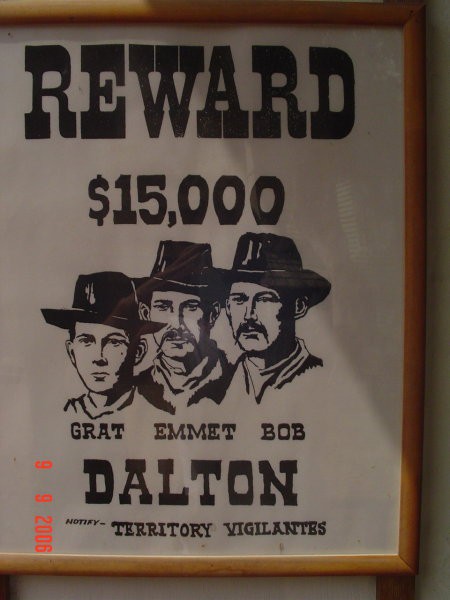 REWARD
$15,000
GRAT EMMET BOB
DALTON
NOTIFY- TERRITORY VIGILANTES
9 9 2006